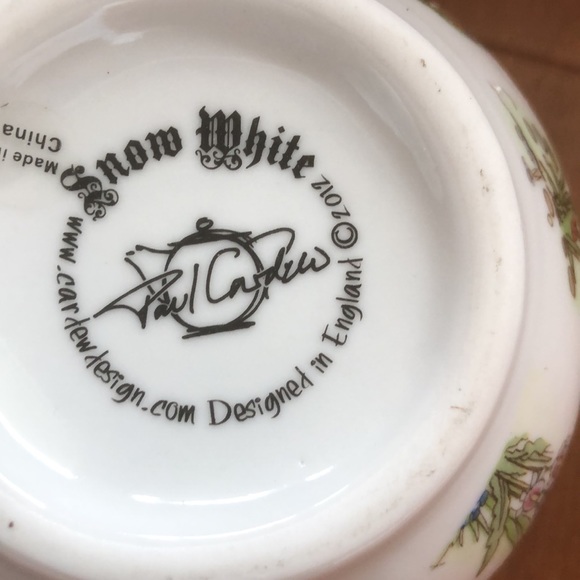 Snow White
Paul Cardew
www.cardewdesign.com Designed in England ©2012
Made in
China